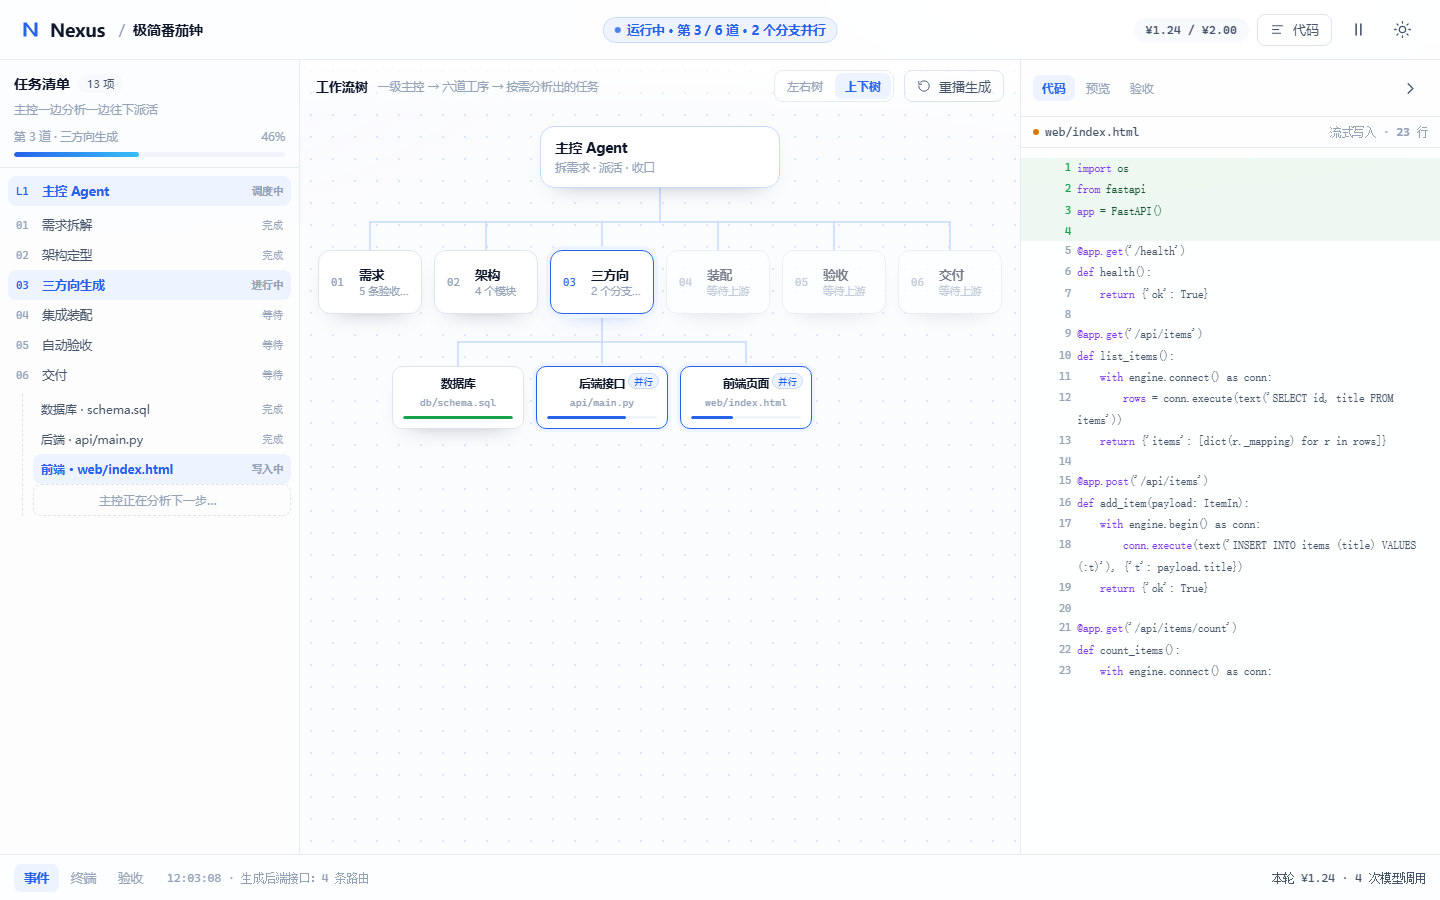 Nexus / 极简番茄钟
运行中 • 第 3 / 6 道 • 2 个分支并行
¥1.24 / ¥2.00
代码
任务清单 13 项
主控一边分析一边往下派活
第 3 道 · 三方向生成 46%
L1 主控 Agent 调度中
01 需求拆解 完成
02 架构定型 完成
03 三方向生成 进行中
04 集成装配 等待
05 自动验收 等待
06 交付 等待
数据库 · schema.sql 完成
后端 · api/main.py 完成
前端 • web/index.html 写入中
主控正在分析下一步...
工作流树 一级主控 → 六道工序 → 按需分析出的任务
左右树 上下树 重播生成
主控 Agent
拆需求 · 派活 · 收口
01 需求
5 条验收...
02 架构
4 个模块
03 三方向
2 个分支...
04 装配
等待上游
05 验收
等待上游
06 交付
等待上游
数据库
db/schema.sql
后端接口 并行
api/main.py
前端页面 并行
web/index.html
代码 预览 验收
web/index.html 流式写入 · 23 行
1 import os
2 from fastapi
3 app = FastAPI()
4
5 @app.get("/health")
6 def health():
7 return {"ok": True}
8
9 @app.get("/api/items")
10 def list_items():
11 with engine.connect() as conn:
12 rows = conn.execute(text("SELECT id, title FROM
items"))
13 return {"items": [dict(r._mapping) for r in rows]}
14
15 @app.post("/api/items")
16 def add_item(payload: ItemIn):
17 with engine.begin() as conn:
18 conn.execute(text("INSERT INTO items (title) VALUES
(:t)"), {"t": payload.title})
19 return {"ok": True}
20
21 @app.get("/api/items/count")
22 def count_items():
23 with engine.connect() as conn:
事件 终端 验收 12:03:08 · 生成后端接口: 4 条路由
本轮 ¥1.24 · 4 次模型调用